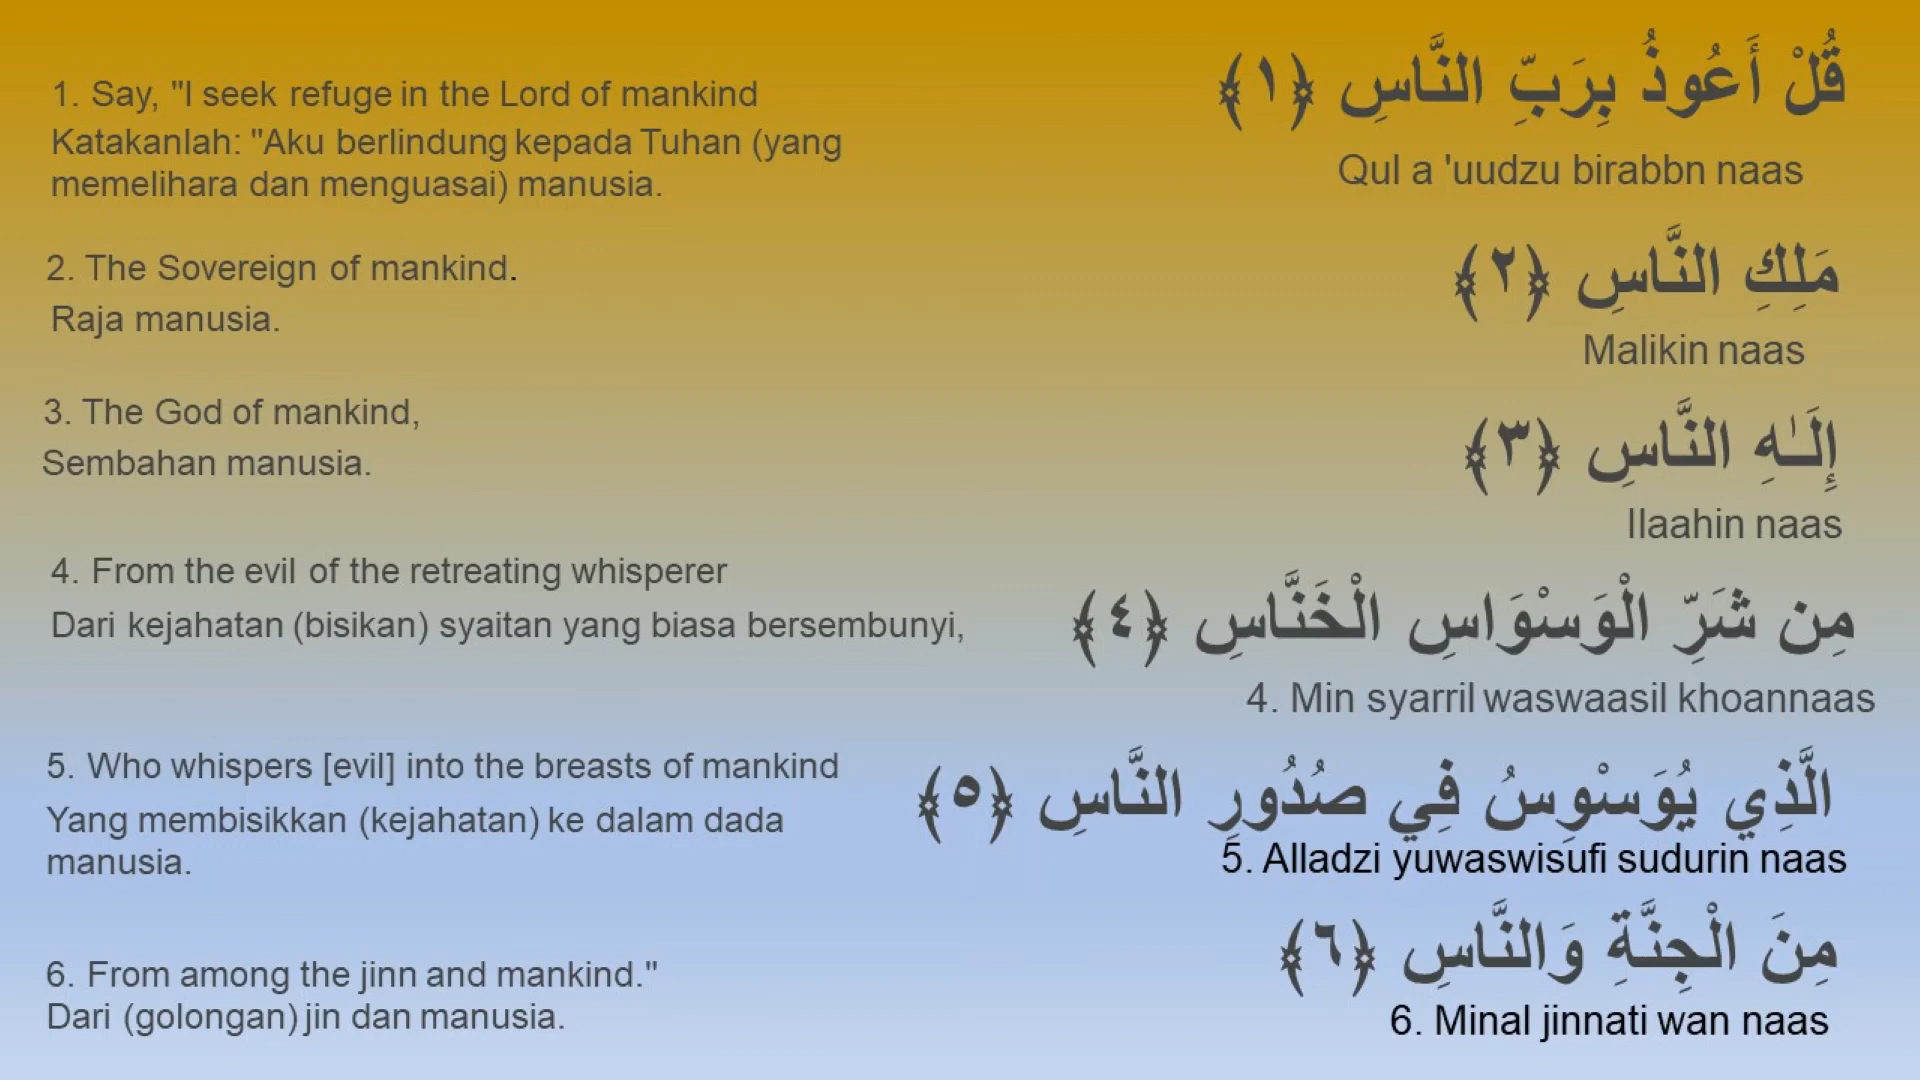 1. Say, "I seek refuge in the Lord of mankind
Katakanlah: "Aku berlindung kepada Tuhan (yang
memelihara dan menguasai) manusia.
قُلْ أَعُوذُ بِرَبِّ النَّاسِ ﴿١﴾
Qul a 'uudzu birabbn naas
2. The Sovereign of mankind.
Raja manusia.
مَلِكِ النَّاسِ ﴿٢﴾
Malikin naas
3. The God of mankind,
Sembahan manusia.
إِلَـٰهِ النَّاسِ ﴿٣﴾
Ilaahin naas
4. From the evil of the retreating whisperer
Dari kejahatan (bisikan) syaitan yang biasa bersembunyi,
مِن شَرِّ الْوَسْوَاسِ الْخَنَّاسِ ﴿٤﴾
4. Min syarril waswaasil khoannaas
5. Who whispers [evil] into the breasts of mankind
Yang membisikkan (kejahatan) ke dalam dada
manusia.
الَّذِي يُوَسْوِسُ فِي صُدُورِ النَّاسِ ﴿٥﴾
5. Alladzi yuwaswisufi sudurin naas
6. From among the jinn and mankind."
Dari (golongan) jin dan manusia.
مِنَ الْجِنَّةِ وَالنَّاسِ ﴿٦﴾
6. Minal jinnati wan naas